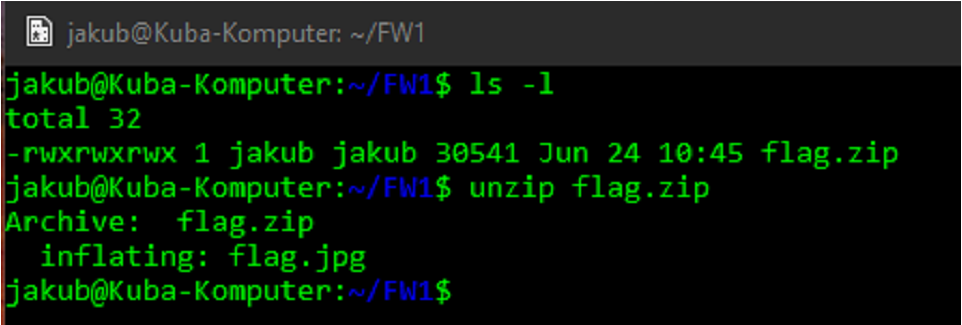 jakub@Kuba-Komputer: ~/FW1
jakub@Kuba-Komputer:~/FW1$ ls -l
total 32
-rwxrwxrwx 1 jakub jakub 30541 Jun 24 10:45 flag.zip
jakub@Kuba-Komputer:~/FW1$ unzip flag.zip
Archive:  flag.zip
  inflating: flag.jpg
jakub@Kuba-Komputer:~/FW1$